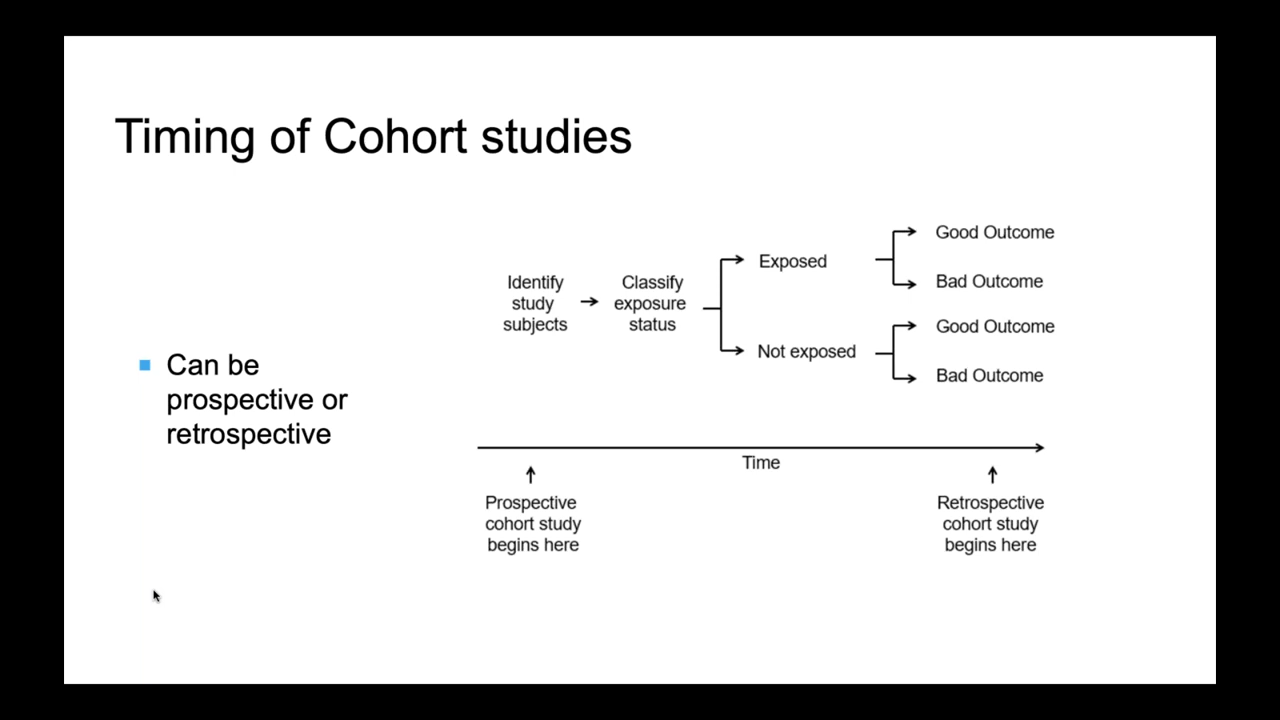 Timing of Cohort studies
Can be
prospective or
retrospective
Identify
study
subjects
Classify
exposure
status
Exposed
Not exposed
Good Outcome
Bad Outcome
Good Outcome
Bad Outcome
Time
Prospective
cohort study
begins here
Retrospective
cohort study
begins here